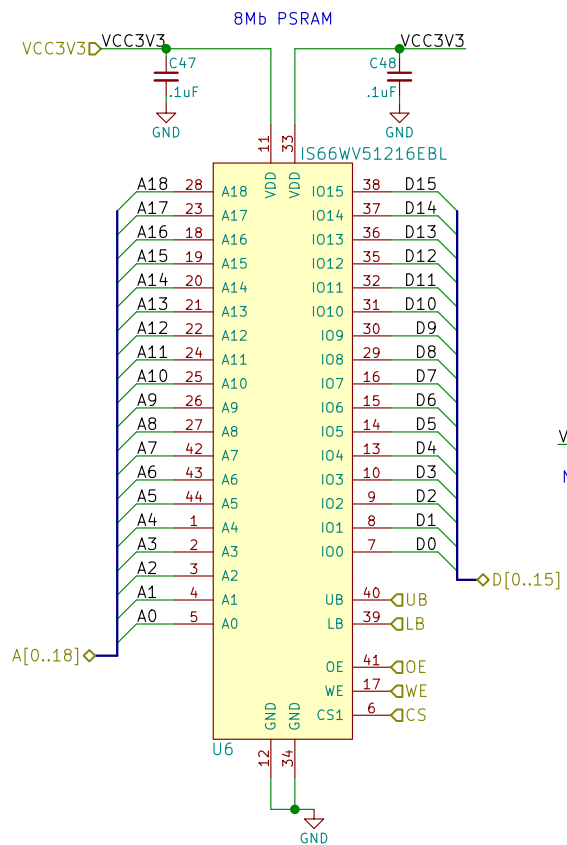 8Mb PSRAM
VCC3V3 VCC3V3 VCC3V3
C47 C48
.1uF .1uF
GND GND
11 33
IS66WV51216EBL
VDD VDD
A18 28 A18 IO15 38 D15
A17 23 A17 IO14 37 D14
A16 18 A16 IO13 36 D13
A15 19 A15 IO12 35 D12
A14 20 A14 IO11 32 D11
A13 21 A13 IO10 31 D10
A12 22 A12 IO9 30 D9
A11 24 A11 IO8 29 D8
A10 25 A10 IO7 16 D7
A9 26 A9 IO6 15 D6
A8 27 A8 IO5 14 D5
A7 42 A7 IO4 13 D4
A6 43 A6 IO3 10 D3
A5 44 A5 IO2 9 D2
A4 1 A4 IO1 8 D1
A3 2 A3 IO0 7 D0
A2 3 A2
D[0..15]
A1 4 A1 UB 40 UB
A0 5 A0 LB 39 LB
A[0..18]
OE 41 OE
WE 17 WE
CS1 6 CS
GND GND
U6
12 34
GND